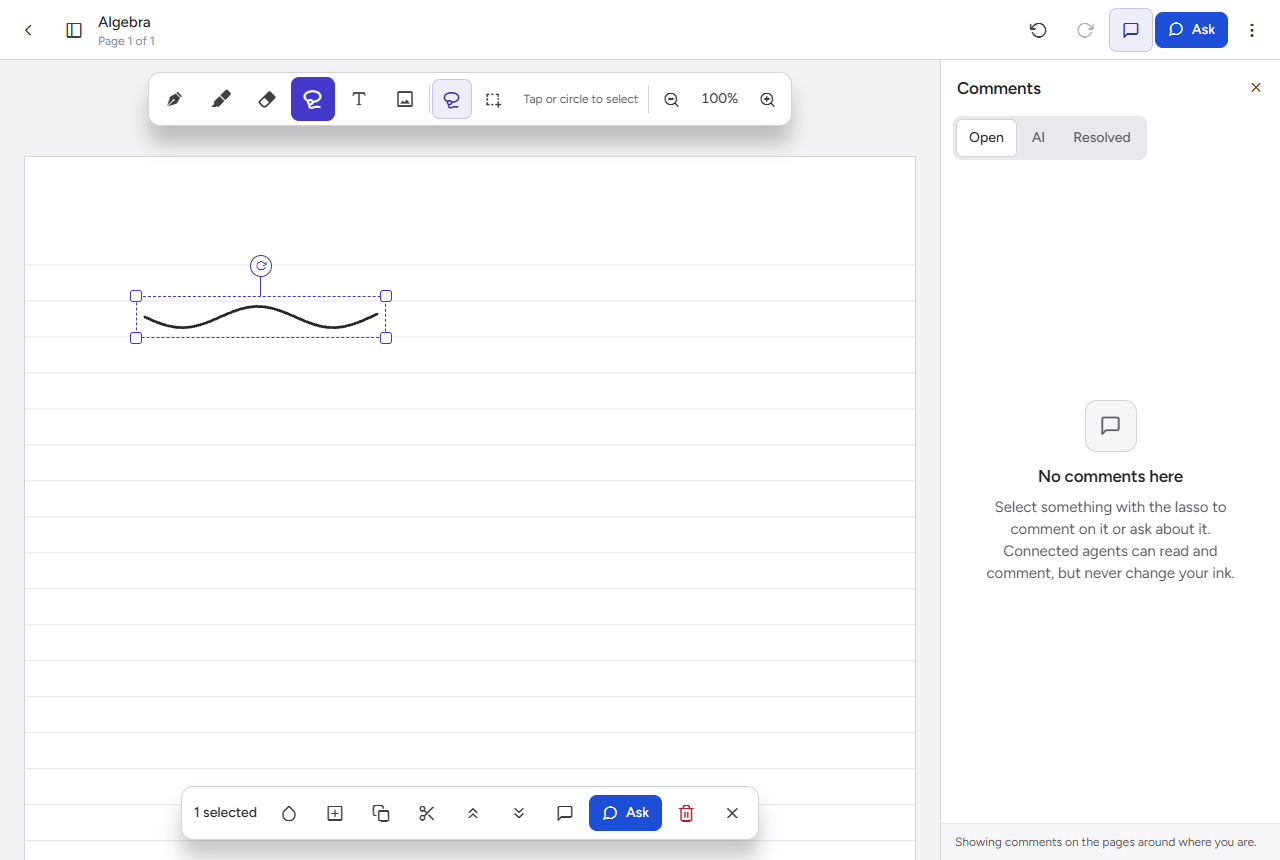 Algebra
Page 1 of 1
Ask
Tap or circle to select
100%
Comments
Open
AI
Resolved
No comments here
Select something with the lasso to
comment on it or ask about it.
Connected agents can read and
comment, but never change your ink.
1 selected
Ask
Showing comments on the pages around where you are.